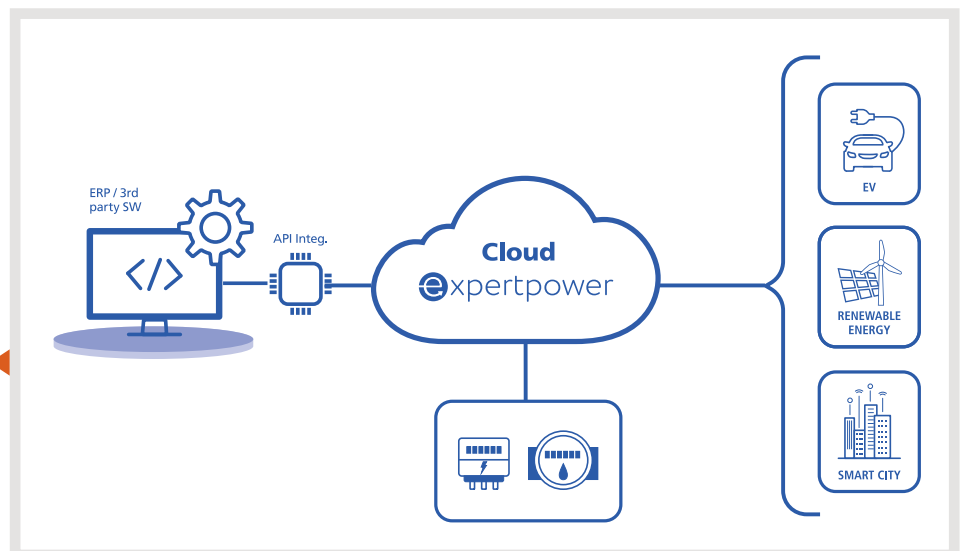 ERP / 3rd
party SW
API Integ.
Cloud
expertpower
EV
RENEWABLE
ENERGY
SMART CITY